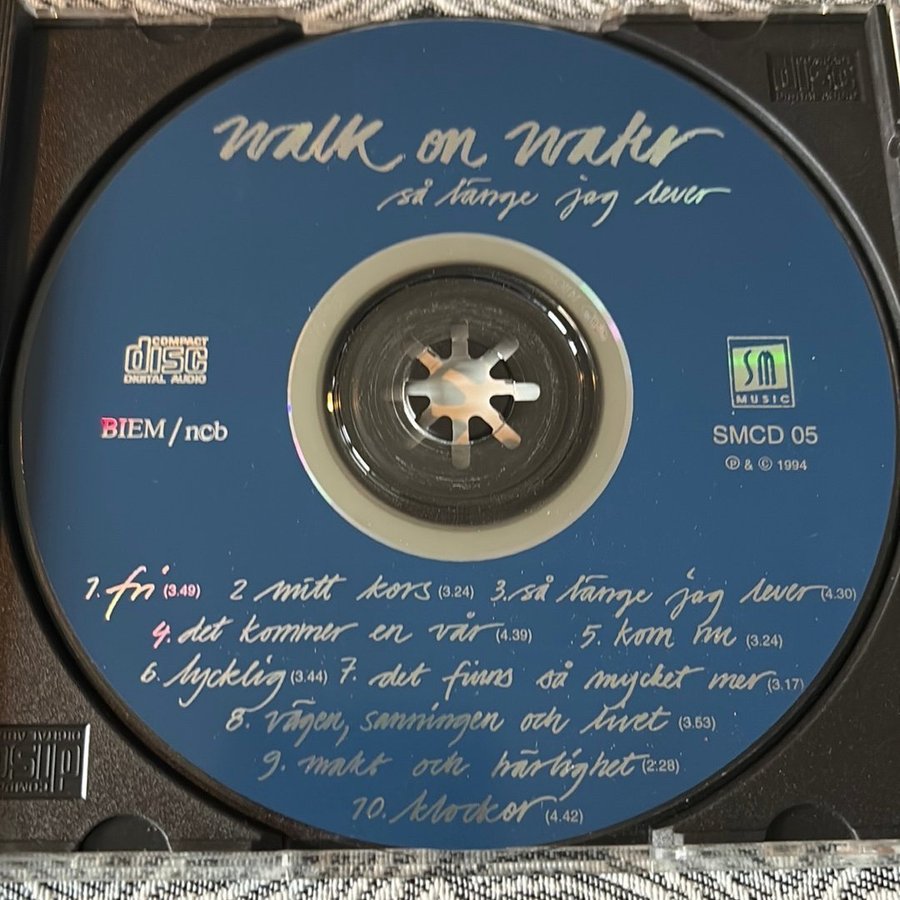 walk on water
så länge jag lever
COMPACT
disc
DIGITAL AUDIO
BIEM/ncb
SM
MUSIC
SMCD 05
℗ & © 1994
1. fri (3.49) 2 mitt kors (3.24) 3. så länge jag lever (4.30)
4. det kommer en vår (4.39) 5. kom nu (3.24)
6. lycklig (3.44) 7. det finns så mycket mer (3.17)
8. vägen, sanningen och livet (3.53)
9. makt och härlighet (2:28)
10. klockor (4.42)